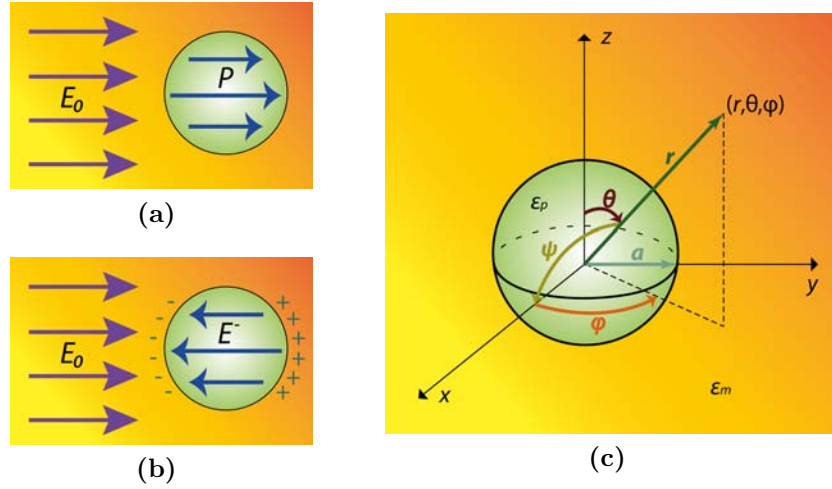 E₀
P
(a)
- - - - - - -
+ + + + + + +
E₀
E⁻
(b)
z
(r,θ,φ)
r
θ
εₚ
ψ
a
y
φ
x
εₘ
(c)